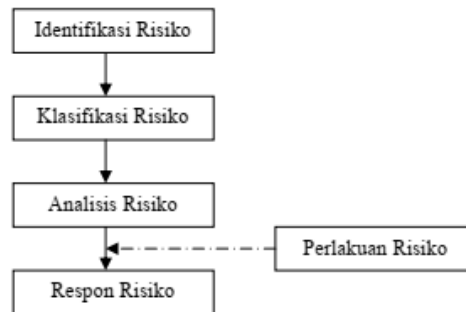 Identifikasi Risiko
Klasifikasi Risiko
Analisis Risiko
Perlakuan Risiko
Respon Risiko